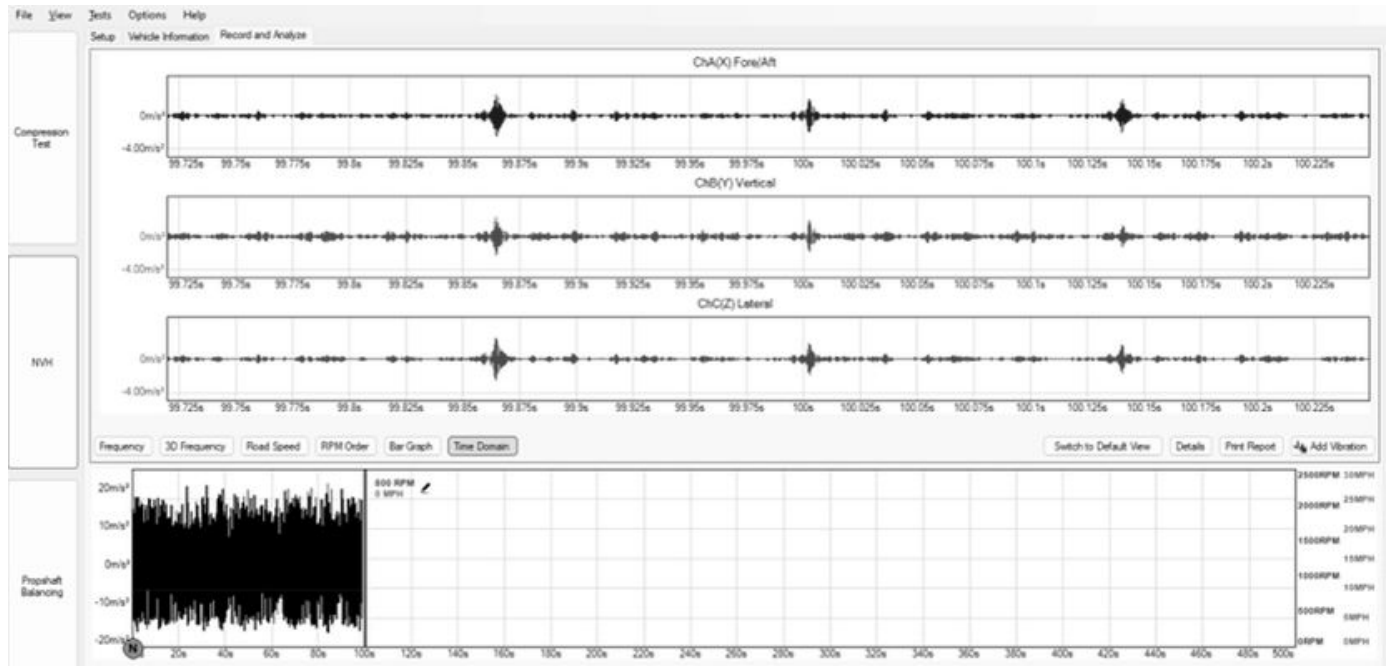 File View Tests Options Help
Setup Vehicle Information Record and Analyze
Compression
Test
NVH
Propshaft
Balancing
ChA(X) Fore/Aft
0m/s²
-4.00m/s²
99.725s 99.75s 99.775s 99.8s 99.825s 99.85s 99.875s 99.9s 99.925s 99.95s 99.975s 100s 100.025s 100.05s 100.075s 100.1s 100.125s 100.15s 100.175s 100.2s 100.225s
ChB(Y) Vertical
0m/s²
-4.00m/s²
99.725s 99.75s 99.775s 99.8s 99.825s 99.85s 99.875s 99.9s 99.925s 99.95s 99.975s 100s 100.025s 100.05s 100.075s 100.1s 100.125s 100.15s 100.175s 100.2s 100.225s
ChC(Z) Lateral
0m/s²
-4.00m/s²
99.725s 99.75s 99.775s 99.8s 99.825s 99.85s 99.875s 99.9s 99.925s 99.95s 99.975s 100s 100.025s 100.05s 100.075s 100.1s 100.125s 100.15s 100.175s 100.2s 100.225s
Frequency 3D Frequency Road Speed RPM Order Bar Graph Time Domain Switch to Default View Details Print Report Add Vibration
20m/s²
10m/s²
0m/s²
-10m/s²
-20m/s²
N
800 RPM
0 MPH
2500RPM 30MPH
25MPH
2000RPM
20MPH
1500RPM
15MPH
1000RPM
10MPH
500RPM
5MPH
0RPM 0MPH
20s 40s 60s 80s 100s 120s 140s 160s 180s 200s 220s 240s 260s 280s 300s 320s 340s 360s 380s 400s 420s 440s 460s 480s 500s